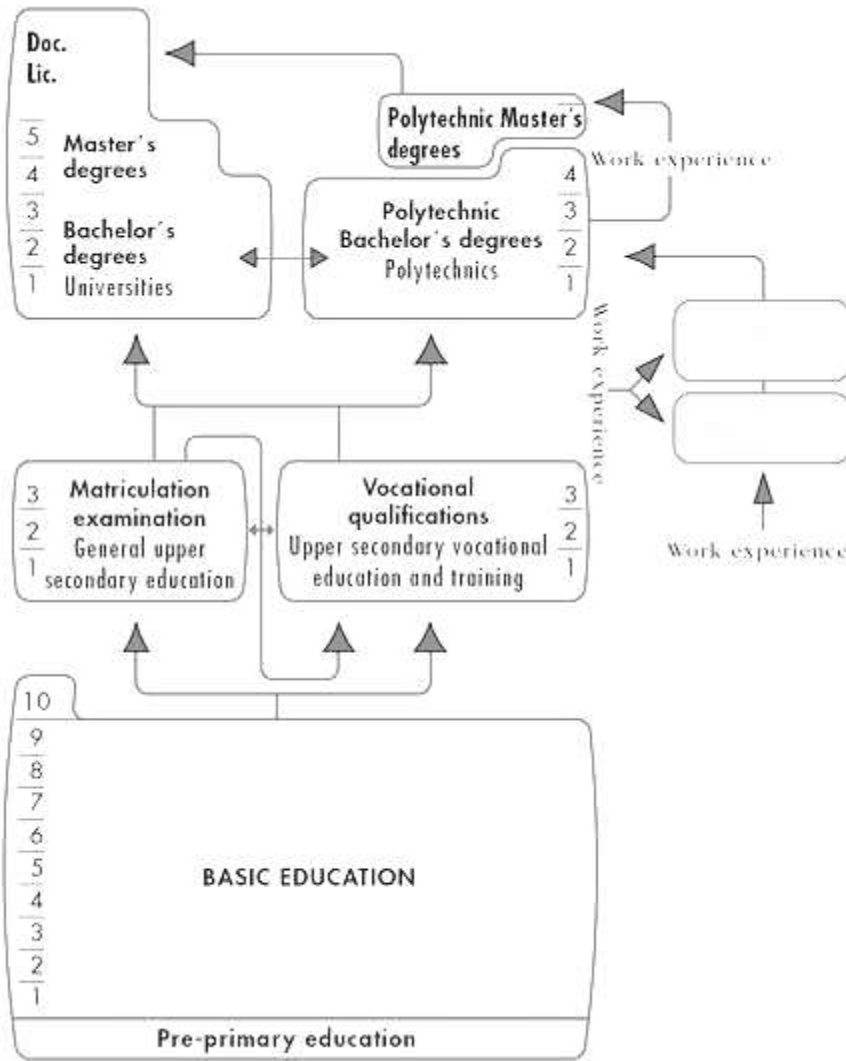 Doc.
Lic.
5
4
3
2
1
Master´s
degrees
Bachelor´s
degrees
Universities
Polytechnic Master's
degrees
Work experience
Polytechnic
Bachelor´s degrees
Polytechnics
4
3
2
1
Work experience
Work experience
3
2
1
Matriculation
examination
General upper
secondary education
Vocational
qualifications
Upper secondary vocational
education and training
3
2
1
10
9
8
7
6
5
4
3
2
1
BASIC EDUCATION
Pre-primary education